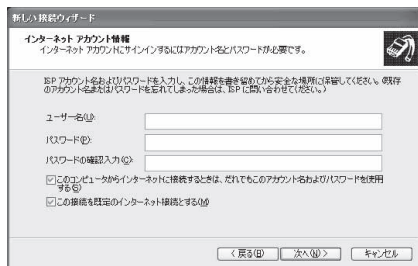 新しい接続ウィザード
インターネット アカウント情報
インターネット アカウントにサインインするにはアカウント名とパスワードが必要です。
ISP アカウント名およびパスワードを入力し、この情報を書き留めてから安全な場所に保管してください。(既存
のアカウント名またはパスワードを忘れてしまった場合は、ISP に問い合わせてください。)
ユーザー名(U):
パスワード(P):
パスワードの確認入力(C):
このコンピュータからインターネットに接続するときは、だれでもこのアカウント名およびパスワードを使用
する(S)
この接続を既定のインターネット接続とする(M)
< 戻る(B)
次へ(N) >
キャンセル